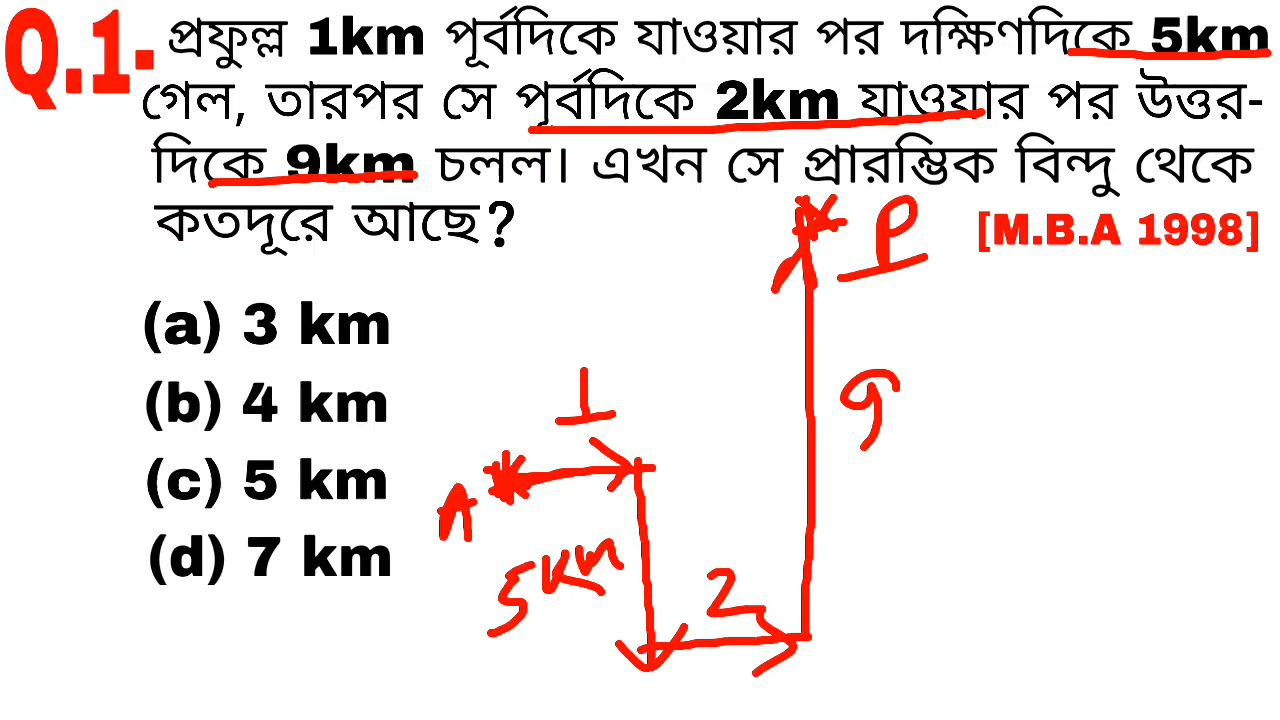 Q.1- প্রফুল্ল 1km পূর্বদিকে যাওয়ার পর দক্ষিণদিকে 5km
গেল, তারপর সে পূর্বদিকে 2km যাওয়ার পর উত্তর-
দিকে 9km চলল। এখন সে প্রারম্ভিক বিন্দু থেকে
কতদূরে আছে?
[M.B.A 1998]
P
(a) 3 km
(b) 4 km
(c) 5 km
(d) 7 km
1
9
A
5km
2